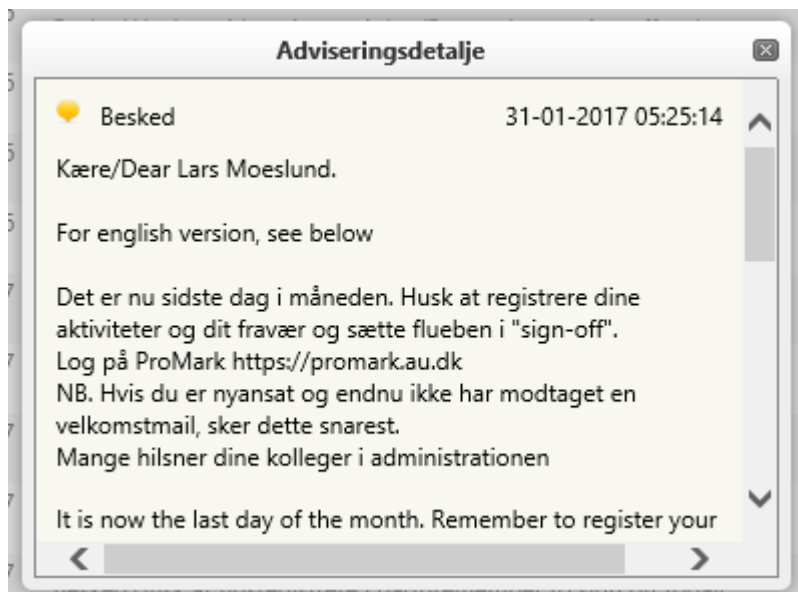 Adviseringsdetalje
Besked 31-01-2017 05:25:14
Kære/Dear Lars Moeslund.
For english version, see below
Det er nu sidste dag i måneden. Husk at registrere dine
aktiviteter og dit fravær og sætte flueben i "sign-off".
Log på ProMark https://promark.au.dk
NB. Hvis du er nyansat og endnu ikke har modtaget en
velkomstmail, sker dette snarest.
Mange hilsner dine kolleger i administrationen
It is now the last day of the month. Remember to register your